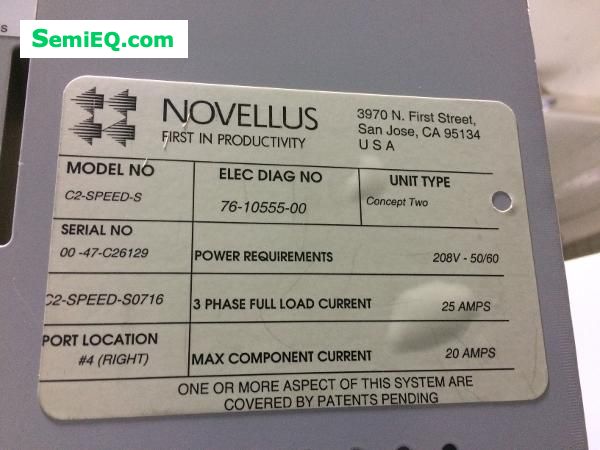 s
SemiEQ.com
NOVELLUS
FIRST IN PRODUCTIVITY
3970 N. First Street,
San Jose, CA 95134
U S A
MODEL NO
C2-SPEED-S
ELEC DIAG NO
76-10555-00
UNIT TYPE
Concept Two
SERIAL NO
00 -47-C26129
POWER REQUIREMENTS
208V - 50/60
C2-SPEED-S0716
3 PHASE FULL LOAD CURRENT
25 AMPS
PORT LOCATION
#4 (RIGHT)
MAX COMPONENT CURRENT
20 AMPS
ONE OR MORE ASPECT OF THIS SYSTEM ARE
COVERED BY PATENTS PENDING